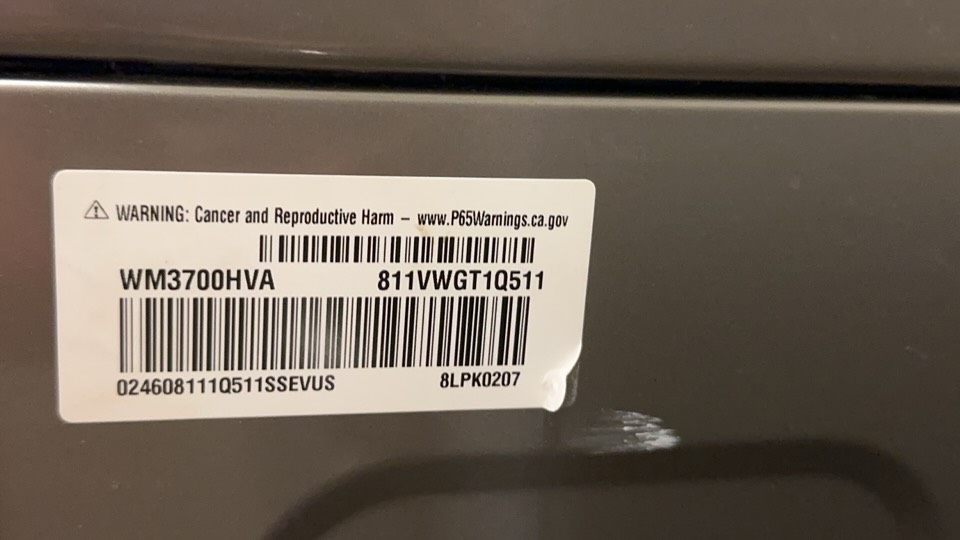 WARNING: Cancer and Reproductive Harm – www.P65Warnings.ca.gov
WM3700HVA 811VWGT1Q511
024608111Q511SSEVUS 8LPK0207